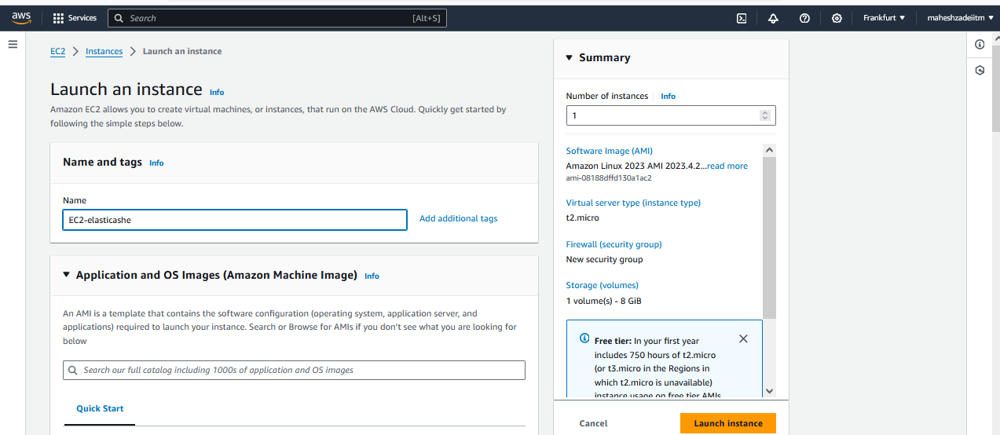 aws Services Search [Alt+S] Frankfurt maheshzadeiitm
EC2 Instances Launch an instance
Launch an instance Info
Amazon EC2 allows you to create virtual machines, or instances, that run on the AWS Cloud. Quickly get started by
following the simple steps below.
Name and tags Info
Name
EC2-elasticashe
Add additional tags
Application and OS Images (Amazon Machine Image) Info
An AMI is a template that contains the software configuration (operating system, application server, and
applications) required to launch your instance. Search or Browse for AMIs if you don't see what you are looking for
below
Search our full catalog including 1000s of application and OS images
Quick Start
Summary
Number of instances Info
1
Software Image (AMI)
Amazon Linux 2023 AMI 2023.4.2...read more
ami-08188dffd130a1ac2
Virtual server type (instance type)
t2.micro
Firewall (security group)
New security group
Storage (volumes)
1 volume(s) - 8 GiB
Free tier: In your first year
includes 750 hours of t2.micro
(or t3.micro in the Regions in
which t2.micro is unavailable)
instance usage on free tier AMIs
Cancel
Launch instance